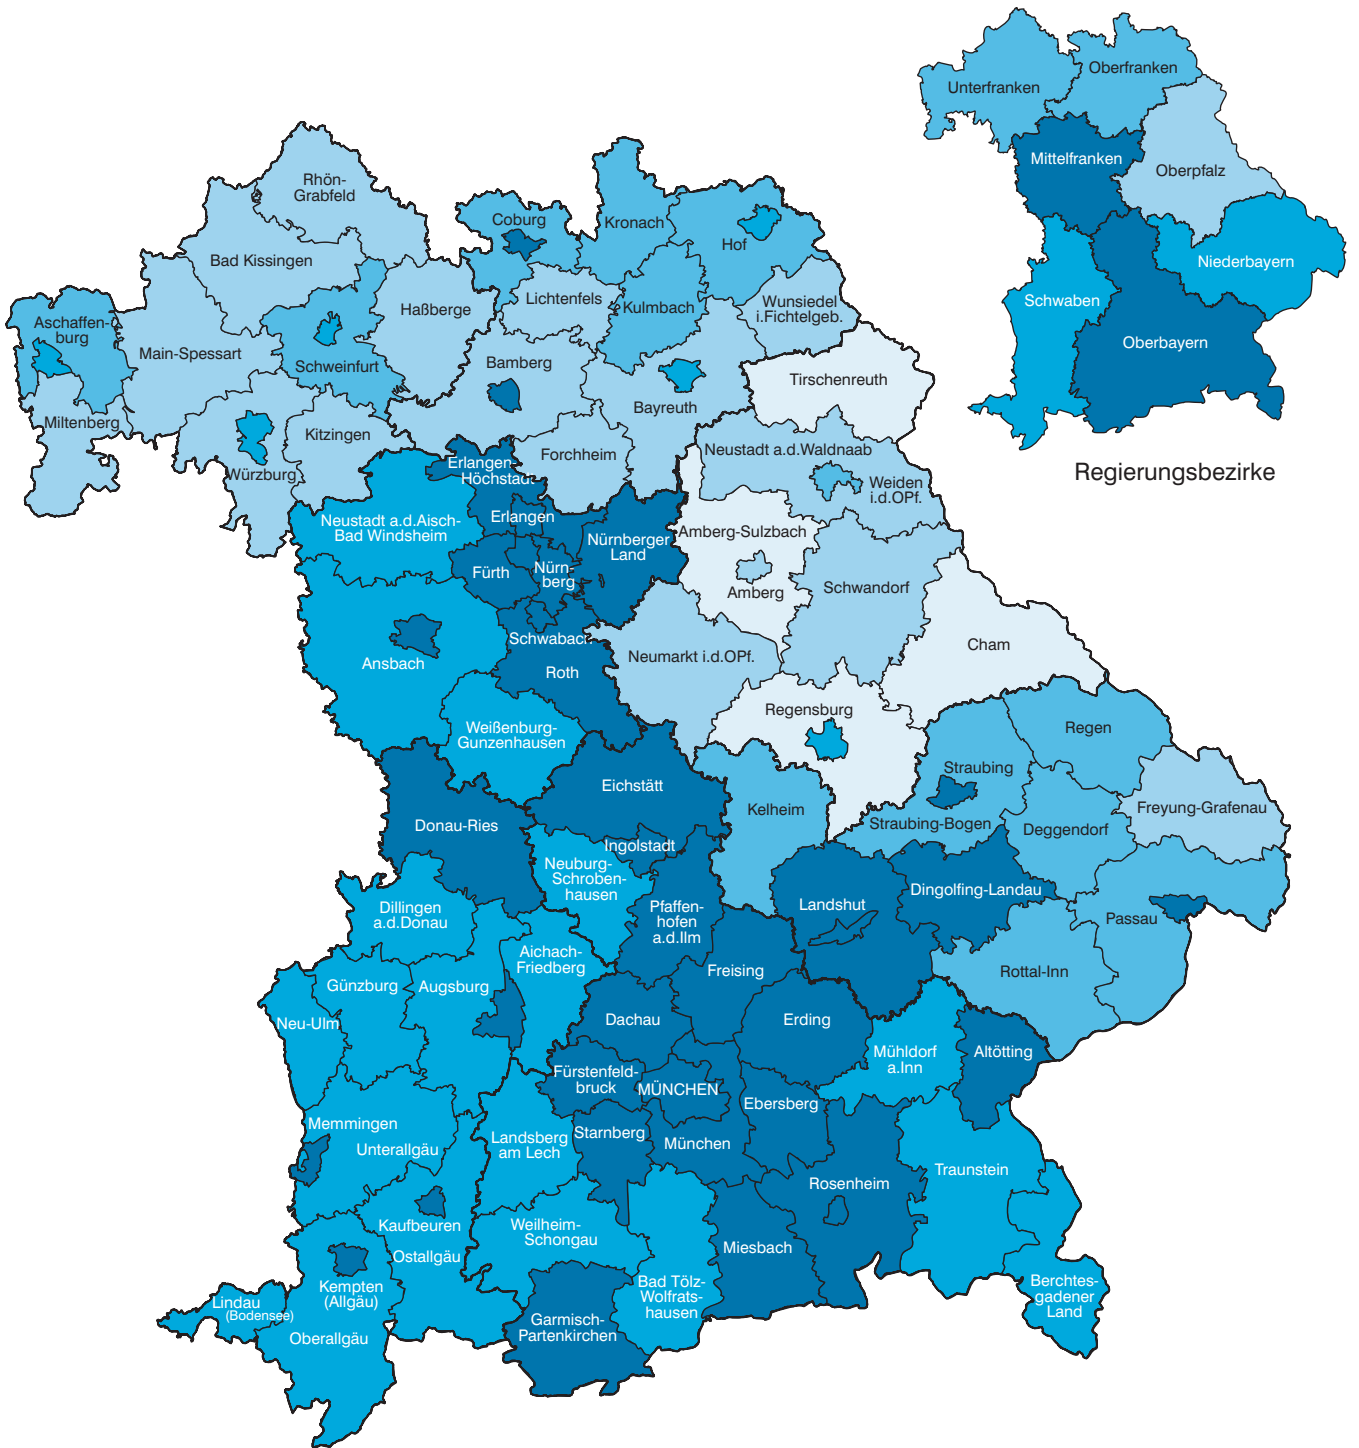 Unterfranken
Oberfranken
Mittelfranken
Oberpfalz
Niederbayern
Schwaben
Oberbayern
Regierungsbezirke
Rhön-
Grabfeld
Coburg
Kronach
Hof
Bad Kissingen
Lichtenfels
Kulmbach
Wunsiedel
i.Fichtelgeb.
Haßberge
Aschaffen-
burg
Main-Spessart
Schweinfurt
Bamberg
Tirschenreuth
Bayreuth
Miltenberg
Kitzingen
Würzburg
Forchheim
Neustadt a.d.Waldnaab
Weiden
i.d.OPf.
Erlangen-
Höchstadt
Erlangen
Neustadt a.d.Aisch-
Bad Windsheim
Nürnberger
Land
Amberg-Sulzbach
Fürth
Nürn-
berg
Amberg
Schwandorf
Schwabach
Ansbach
Roth
Neumarkt i.d.OPf.
Cham
Regensburg
Weißenburg-
Gunzenhausen
Regen
Straubing
Eichstätt
Kelheim
Freyung-Grafenau
Donau-Ries
Straubing-Bogen
Deggendorf
Ingolstadt
Neuburg-
Schroben-
hausen
Dingolfing-Landau
Dillingen
a.d.Donau
Pfaffen-
hofen
a.d.Ilm
Landshut
Passau
Aichach-
Friedberg
Freising
Rottal-Inn
Günzburg
Augsburg
Neu-Ulm
Dachau
Erding
Mühldorf
a.Inn
Altötting
Fürstenfeld-
bruck
MÜNCHEN
Ebersberg
Memmingen
Unterallgäu
Landsberg
am Lech
Starnberg
München
Traunstein
Rosenheim
Kaufbeuren
Ostallgäu
Weilheim-
Schongau
Miesbach
Kempten
(Allgäu)
Lindau
(Bodensee)
Oberallgäu
Bad Tölz-
Wolfrats-
hausen
Garmisch-
Partenkirchen
Berchtes-
gadener
Land